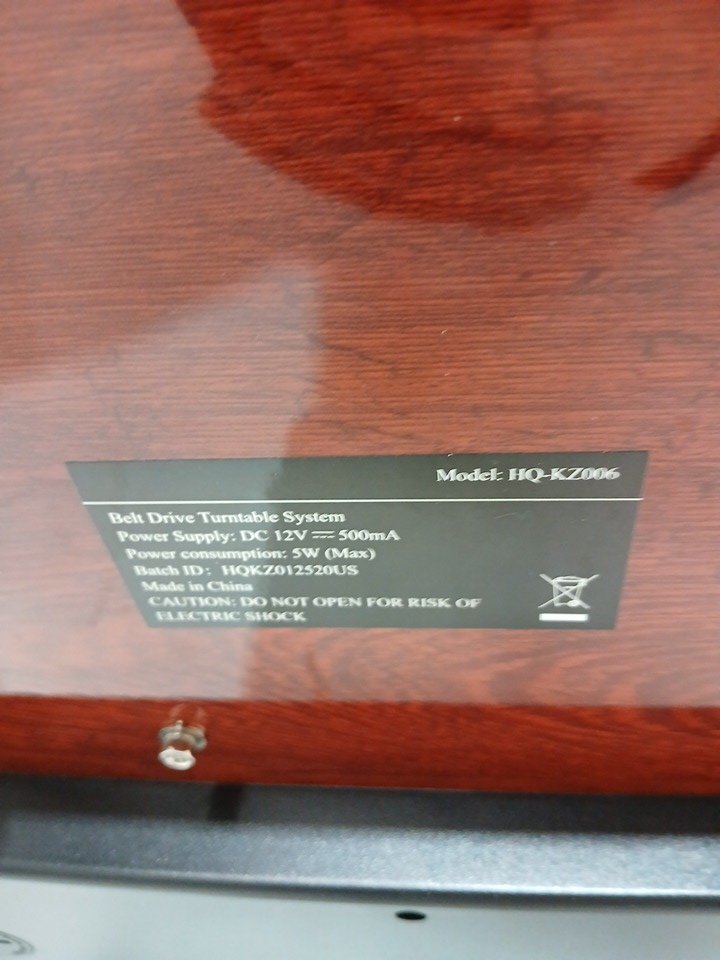 Model: HQ-KZ006
Belt Drive Turntable System
Power Supply: DC 12V ⎓ 500mA
Power consumption: 5W (Max)
Batch ID : HQKZ012520US
Made in China
CAUTION: DO NOT OPEN FOR RISK OF
ELECTRIC SHOCK